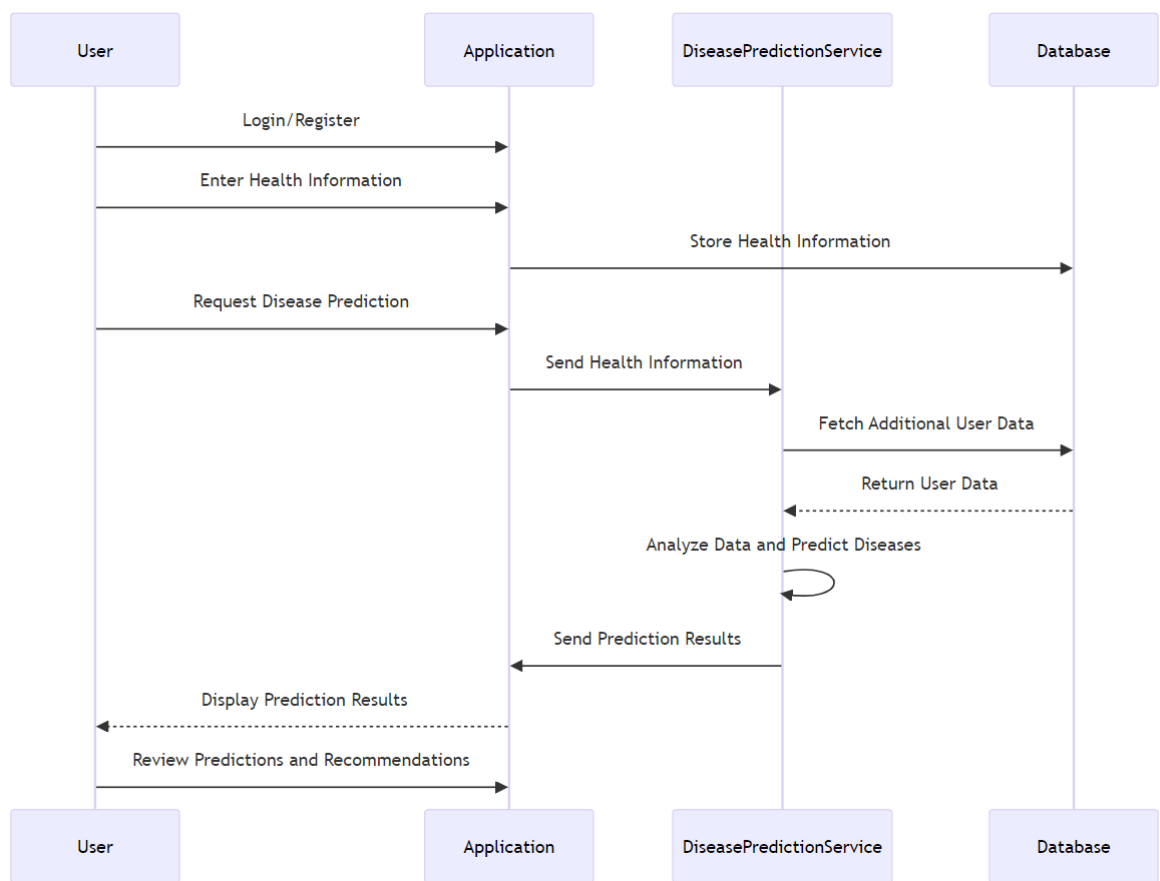 User
Application
DiseasePredictionService
Database
Login/Register
Enter Health Information
Store Health Information
Request Disease Prediction
Send Health Information
Fetch Additional User Data
Return User Data
Analyze Data and Predict Diseases
Send Prediction Results
Display Prediction Results
Review Predictions and Recommendations
User
Application
DiseasePredictionService
Database